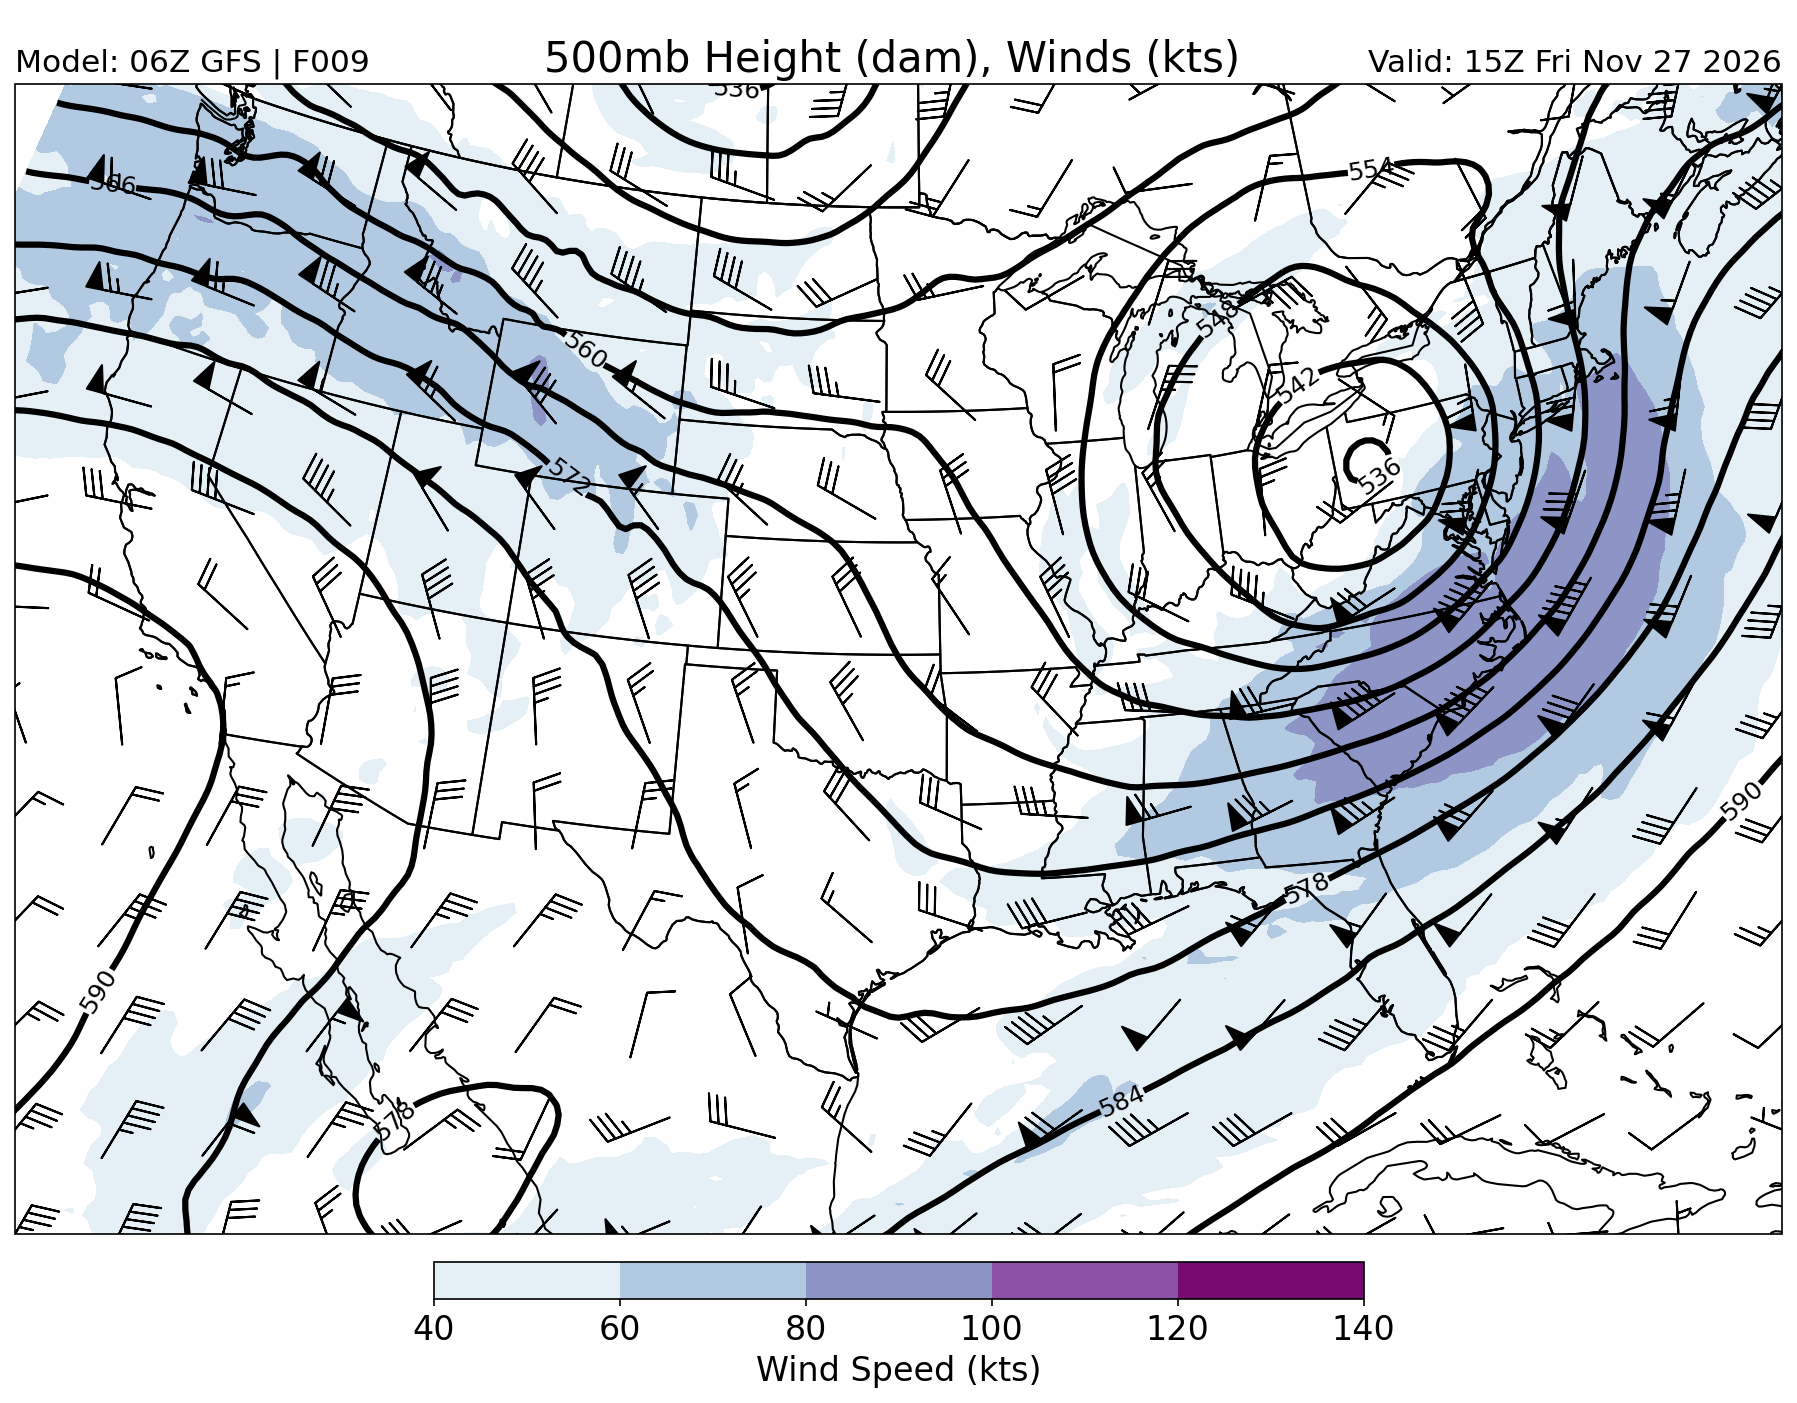 Model: 06Z GFS | F009
500mb Height (dam), Winds (kts)
Valid: 15Z Fri Nov 27 2026
536
554
566
548
560
542
572
536
590
578
590
584
578
40 60 80 100 120 140
Wind Speed (kts)